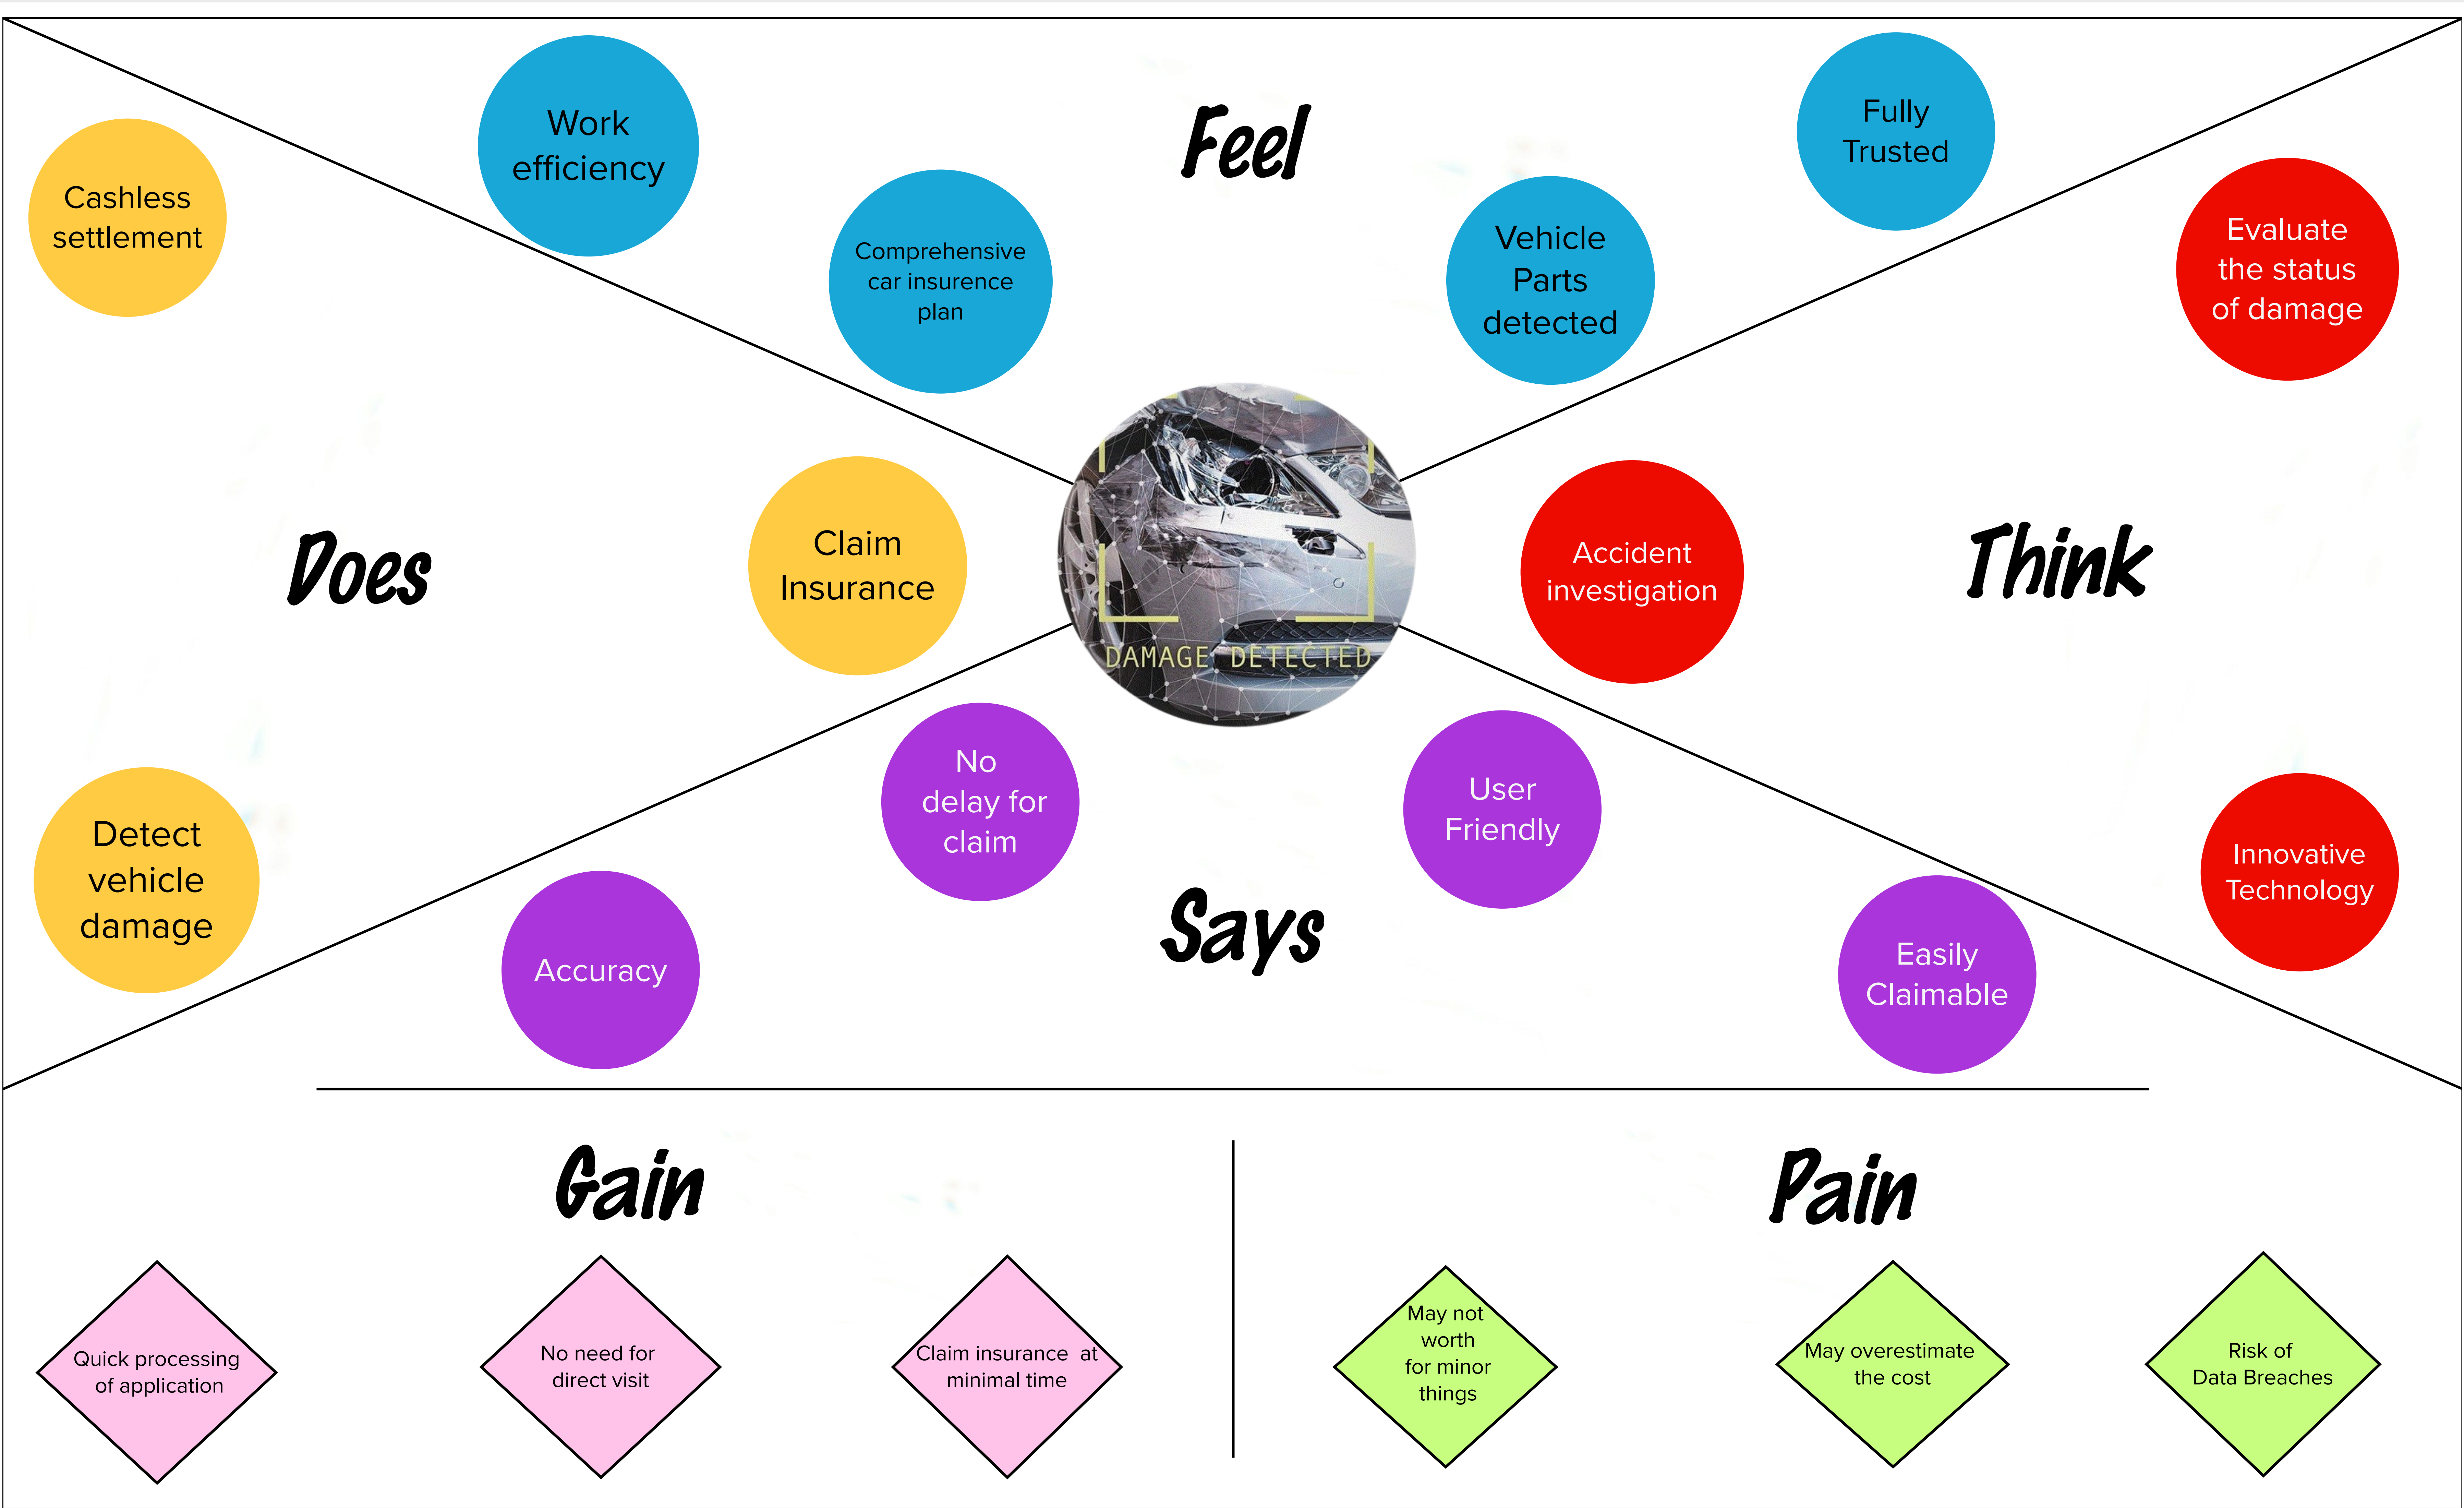 Feel
Work
efficiency
Comprehensive
car insurence
plan
Vehicle
Parts
detected
Fully
Trusted
Does
Cashless
settlement
Claim
Insurance
Detect
vehicle
damage
DAMAGE DETECTED
Think
Evaluate
the status
of damage
Accident
investigation
Innovative
Technology
Says
Accuracy
No
delay for
claim
User
Friendly
Easily
Claimable
Gain
Quick processing
of application
No need for
direct visit
Claim insurance at
minimal time
Pain
May not
worth
for minor
things
May overestimate
the cost
Risk of
Data Breaches